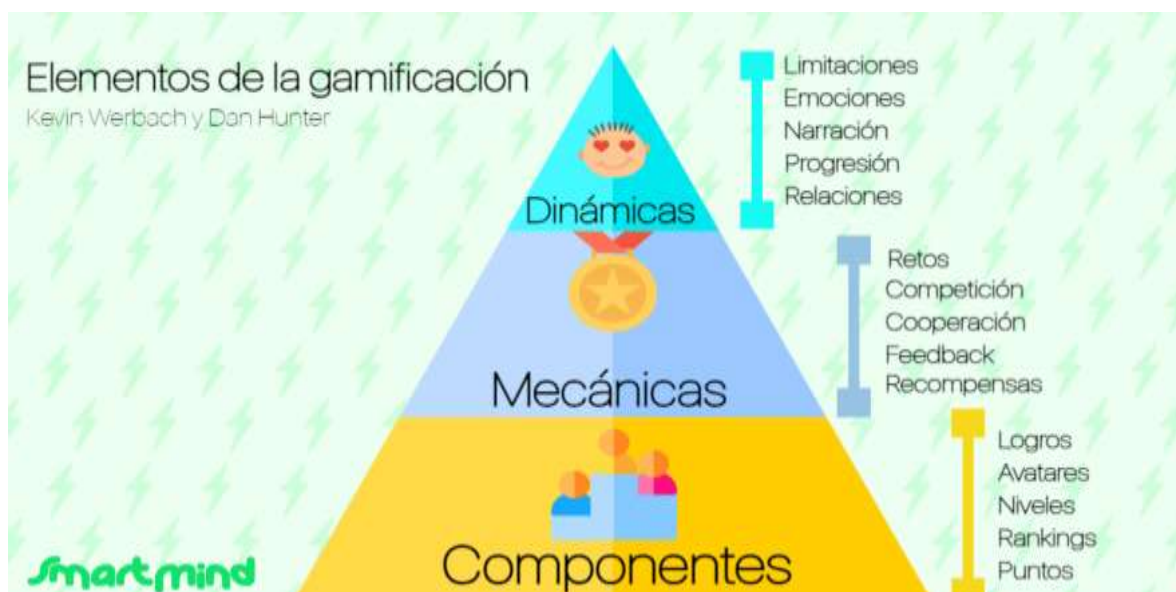 Elementos de la gamificación
Kevin Werbach y Dan Hunter
Dinámicas
Limitaciones
Emociones
Narración
Progresión
Relaciones
Mecánicas
Retos
Competición
Cooperación
Feedback
Recompensas
Componentes
Logros
Avatares
Niveles
Rankings
Puntos
smartmind